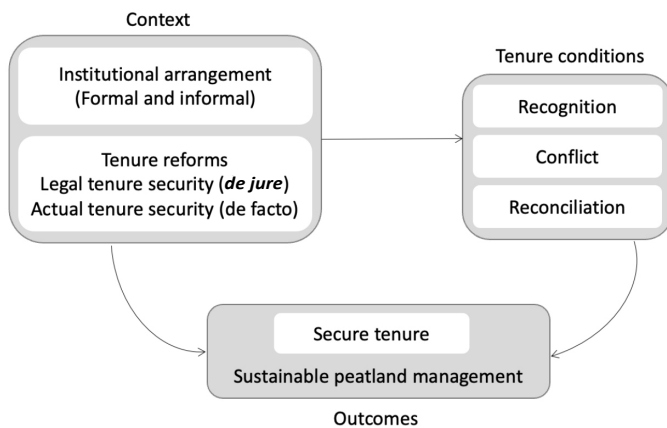 Context
Institutional arrangement
(Formal and informal)
Tenure reforms
Legal tenure security (de jure)
Actual tenure security (de facto)
Tenure conditions
Recognition
Conflict
Reconciliation
Secure tenure
Sustainable peatland management
Outcomes